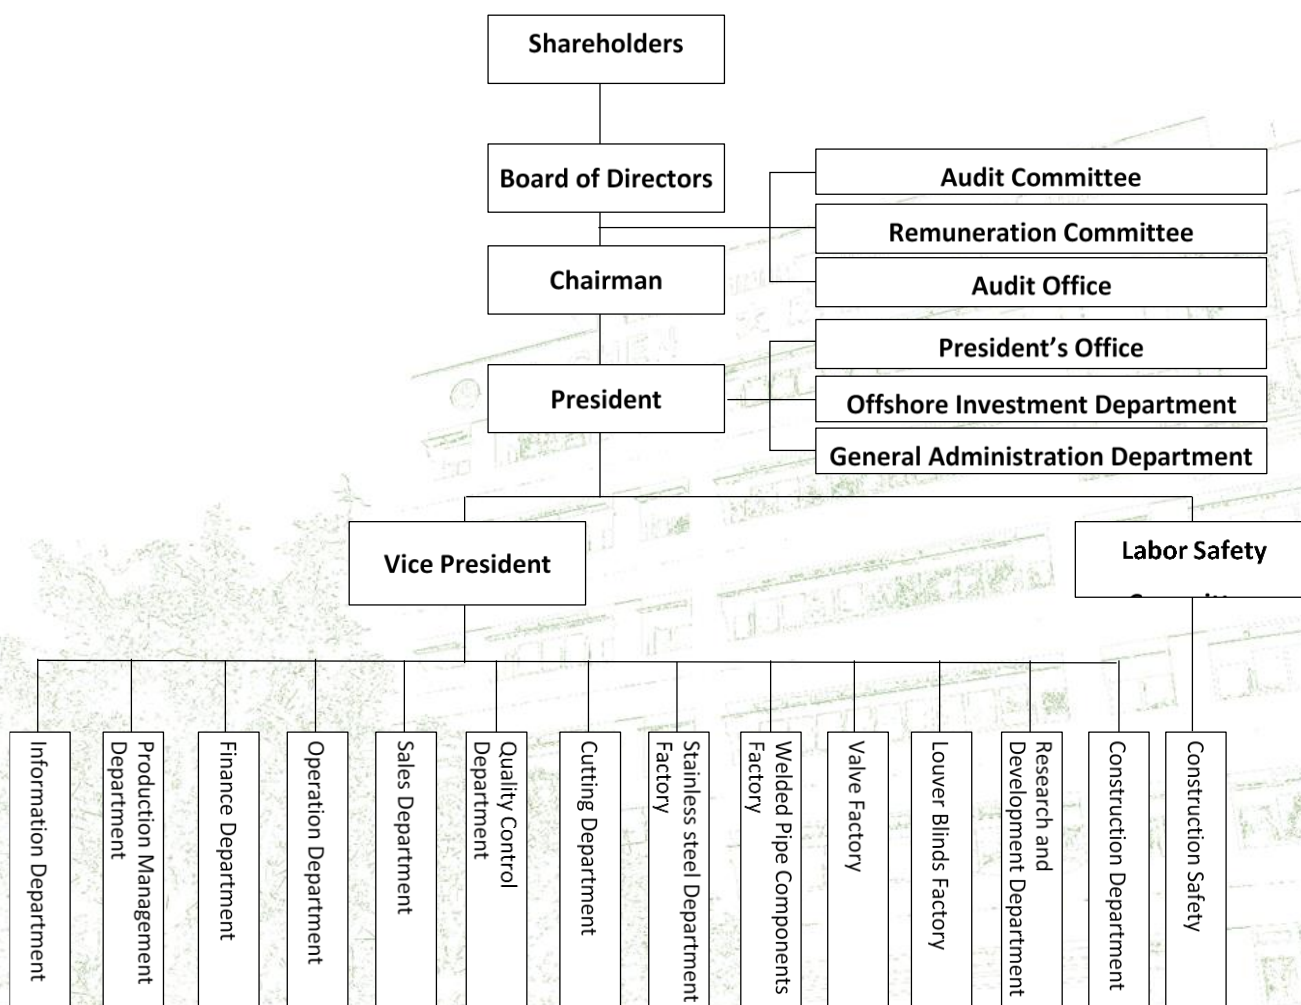 Shareholders
Board of Directors
Audit Committee
Remuneration Committee
Chairman
Audit Office
President's Office
President
Offshore Investment Department
General Administration Department
Vice President
Labor Safety
Information Department
Production Management
Department
Finance Department
Operation Department
Sales Department
Quality Control
Department
Cutting Department
Stainless steel Department
Factory
Welded Pipe Components
Factory
Valve Factory
Louver Blinds Factory
Research and
Development Department
Construction Department
Construction Safety